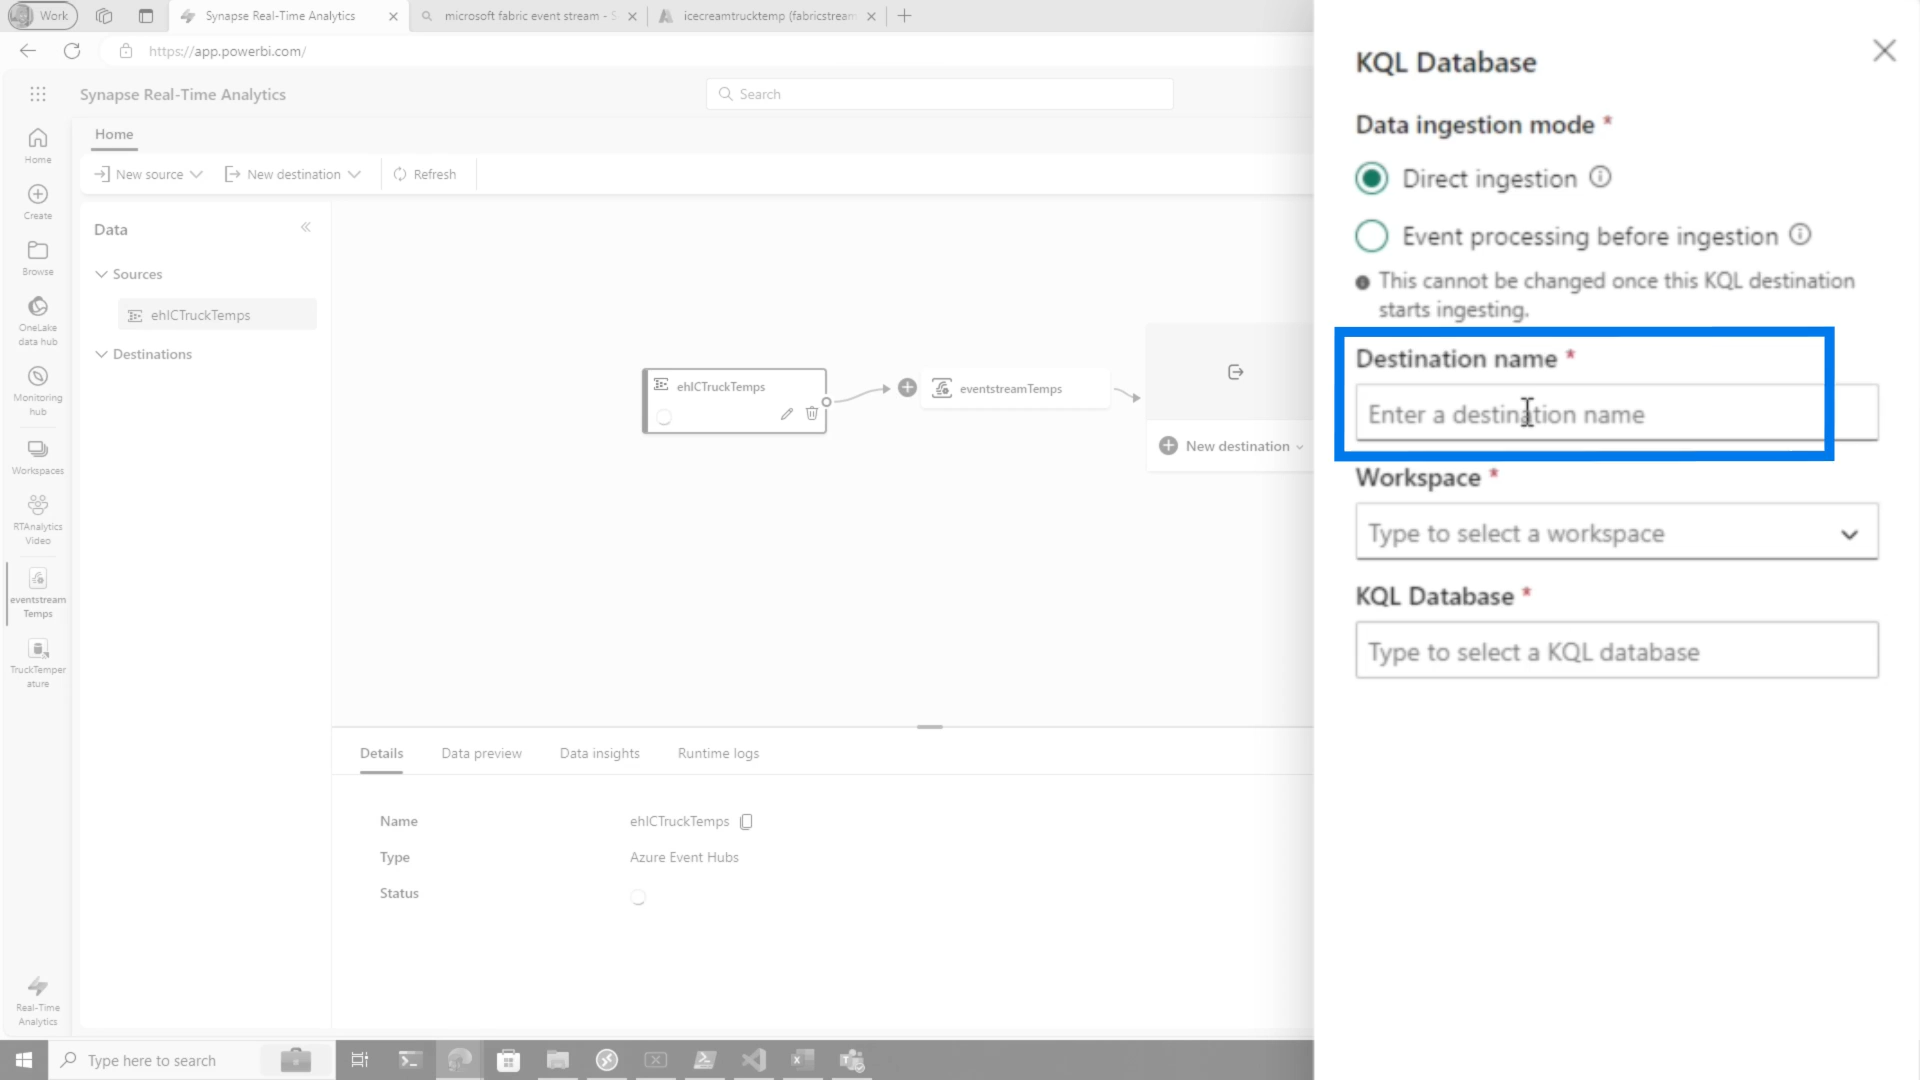 Work
Synapse Real-Time Analytics
microsoft fabric event stream - S
icecreamtrucktemp (fabricstream
https://app.powerbi.com/
Synapse Real-Time Analytics
Search
Home
New source
New destination
Refresh
Home
Create
Browse
OneLake
data hub
Monitoring
hub
Workspaces
RTAnalytics
Video
eventstream
Temps
TruckTemper
ature
Real-Time
Analytics
Data
Sources
ehICTruckTemps
Destinations
ehICTruckTemps
eventstreamTemps
New destination
Details
Data preview
Data insights
Runtime logs
Name
ehICTruckTemps
Type
Azure Event Hubs
Status
KQL Database
Data ingestion mode *
Direct ingestion
Event processing before ingestion
This cannot be changed once this KQL destination
starts ingesting.
Destination name *
Enter a destination name
Workspace *
Type to select a workspace
KQL Database *
Type to select a KQL database
Type here to search